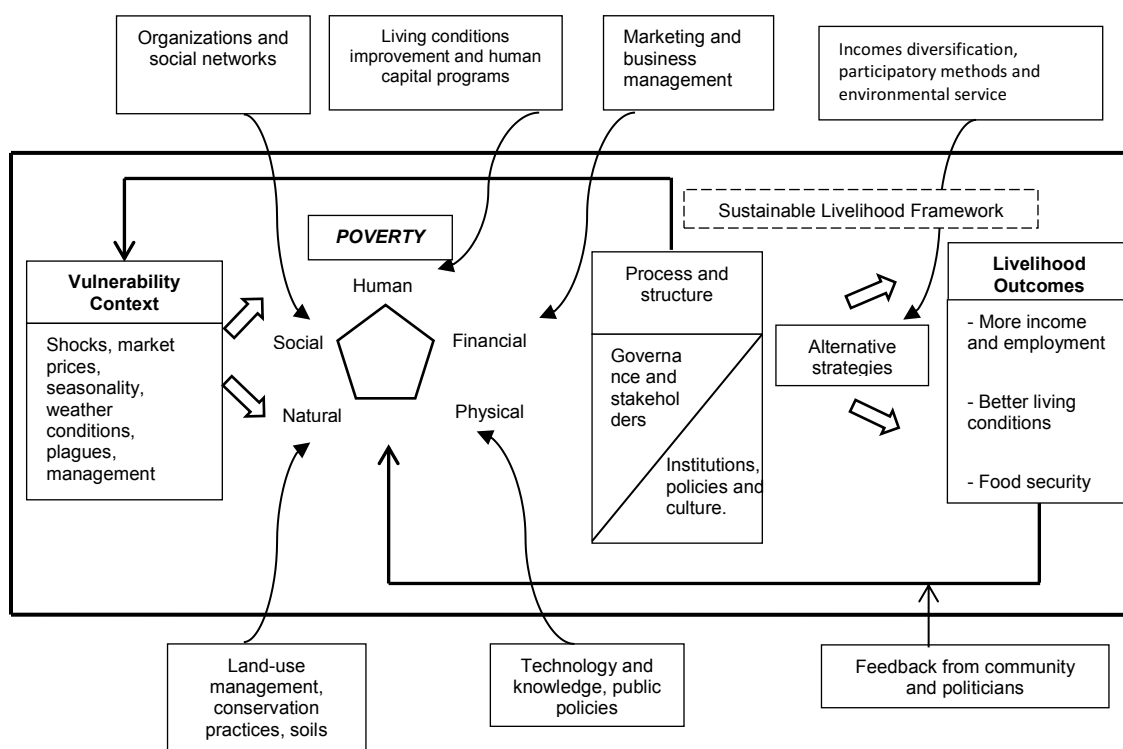 Organizations and
social networks
Living conditions
improvement and human
capital programs
Marketing and
business management
Incomes diversification,
participatory methods and
environmental service
Sustainable Livelihood Framework
POVERTY
Vulnerability
Context
Shocks, market
prices,
seasonality,
weather
conditions,
plagues,
management
Human
Social
Financial
Natural
Physical
Process and
structure
Governa
nce and
stakehol
ders
Institutions,
policies and
culture.
Alternative
strategies
Livelihood
Outcomes
- More income
and employment
- Better living
conditions
- Food security
Land-use
management,
conservation
practices, soils
Technology and
knowledge, public
policies
Feedback from community
and politicians